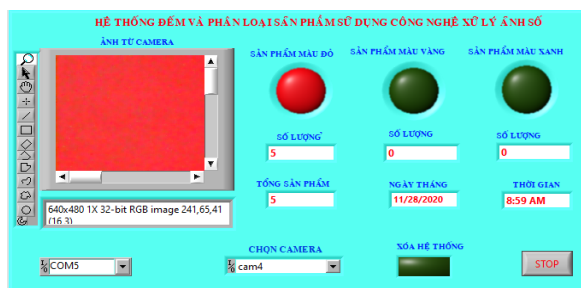 HỆ THỐNG ĐẾM VÀ PHÂN LOẠI SẢN PHẨM SỬ DỤNG CÔNG NGHỆ XỬ LÝ ẢNH SỐ
ẢNH TỪ CAMERA
SẢN PHẨM MÀU ĐỎ
SẢN PHẨM MÀU VÀNG
SẢN PHẨM MÀU XANH
SỐ LƯỢNG
SỐ LƯỢNG
SỐ LƯỢNG
5
0
0
TỔNG SẢN PHẨM
NGÀY THÁNG
THỜI GIAN
5
11/28/2020
8:59 AM
640x480 1X 32-bit RGB image 241,65,41
(16,3)
CHỌN CAMERA
XÓA HỆ THỐNG
COM5
cam4
STOP